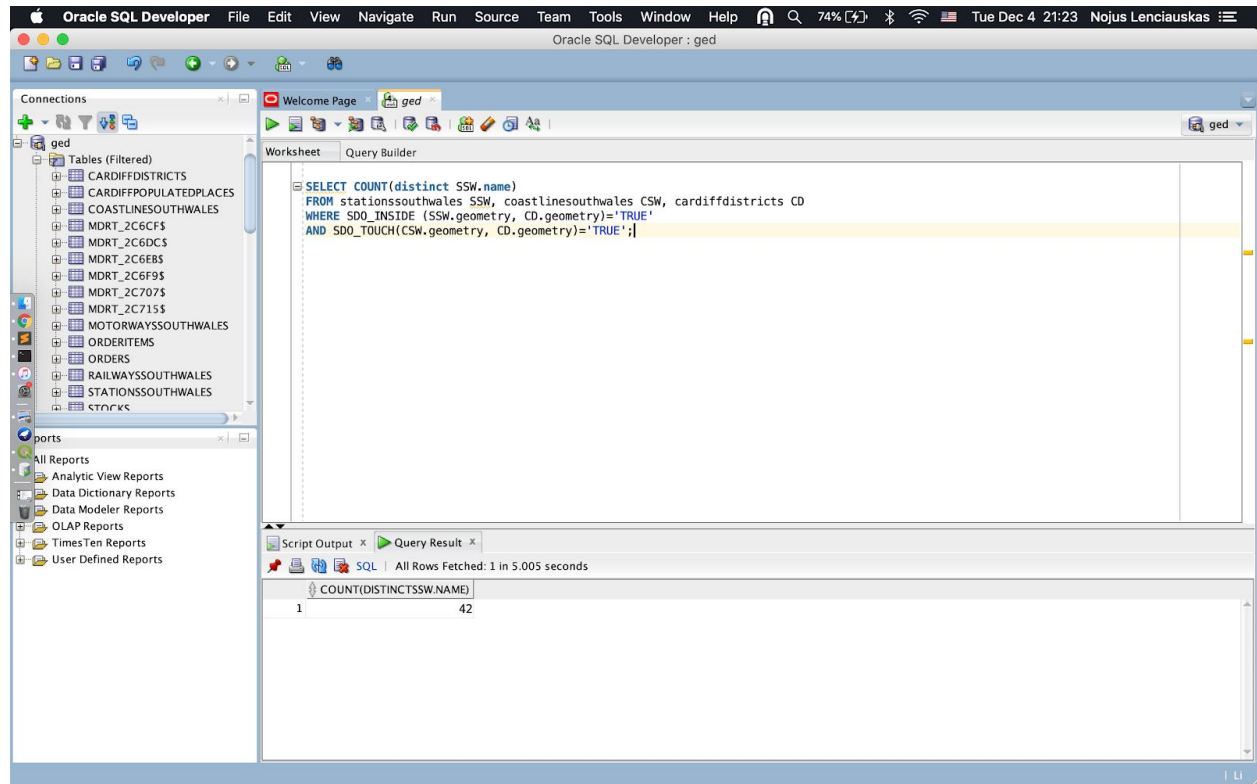 Oracle SQL Developer File Edit View Navigate Run Source Team Tools Window Help 74% Tue Dec 4 21:23 Nojus Lenciauskas
Oracle SQL Developer : ged
Connections
ged
Tables (Filtered)
CARDIFFDISTRICTS
CARDIFFPOPULATEDPLACES
COASTLINESOUTHWALES
MDRT_2C6CF$
MDRT_2C6DC$
MDRT_2C6EB$
MDRT_2C6F9$
MDRT_2C707$
MDRT_2C715$
MOTORWAYSSOUTHWALES
ORDERITEMS
ORDERS
RAILWAYSSOUTHWALES
STATIONSSOUTHWALES
STOCKS
ports
All Reports
Analytic View Reports
Data Dictionary Reports
Data Modeler Reports
OLAP Reports
TimesTen Reports
User Defined Reports
Welcome Page ged
ged
Worksheet Query Builder
SELECT COUNT(distinct SSW.name)
FROM stationssouthwales SSW, coastlinesouthwales CSW, cardiffdistricts CD
WHERE SDO_INSIDE (SSW.geometry, CD.geometry)='TRUE'
AND SDO_TOUCH(CSW.geometry, CD.geometry)='TRUE';
Script Output x Query Result x
SQL | All Rows Fetched: 1 in 5.005 seconds
COUNT(DISTINCTSSW.NAME)
1 42
Li